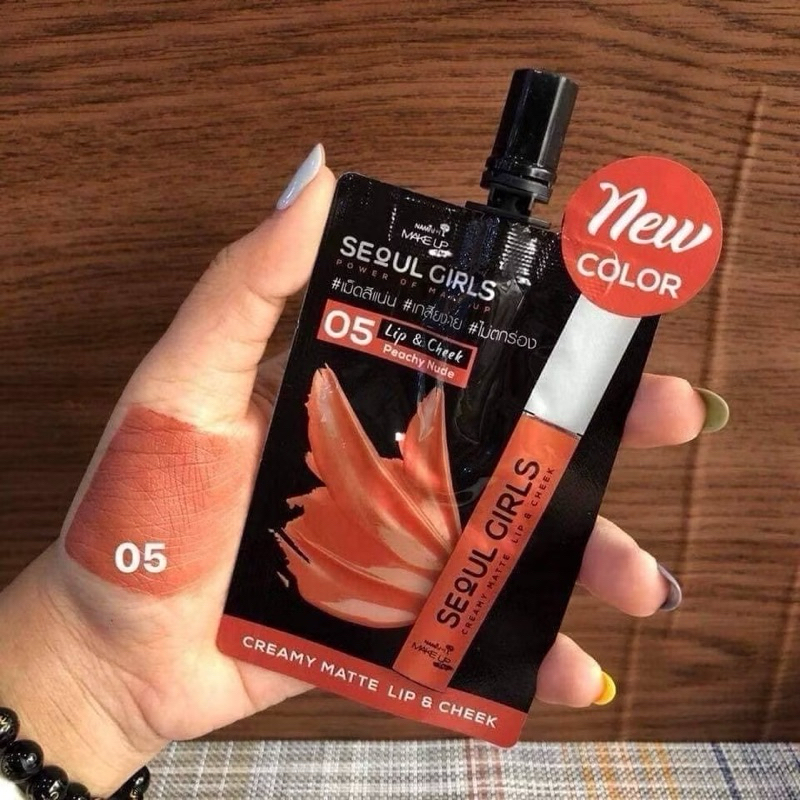 New
COLOR
NAMI
MAKE UP
SEOUL GIRLS
POWER OF MAKEUP
#เม็ดสีแน่น #เกลี่ยง่าย #ไม่ตกร่อง
05 Lip & Cheek
Peachy Nude
SEOUL GIRLS
CREAMY MATTE LIP & CHEEK
MAKE UP
05
CREAMY MATTE LIP & CHEEK